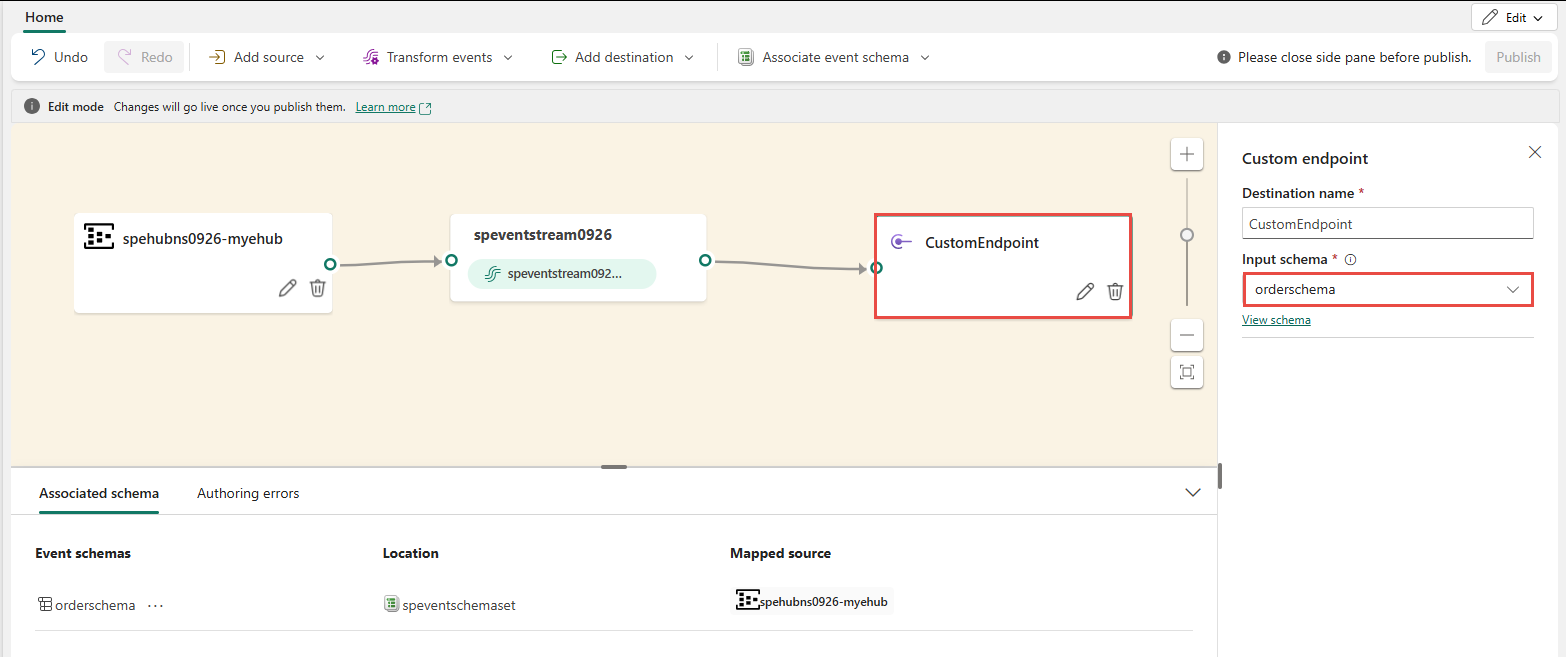 Home
Edit
Undo
Redo
Add source
Transform events
Add destination
Associate event schema
Please close side pane before publish.
Publish
Edit mode
Changes will go live once you publish them.
Learn more
spehubns0926-myehub
speventstream0926
speventstream092...
CustomEndpoint
Custom endpoint
Destination name *
CustomEndpoint
Input schema *
orderschema
View schema
Associated schema
Authoring errors
Event schemas
Location
Mapped source
orderschema ...
speventschemaset
spehubns0926-myehub